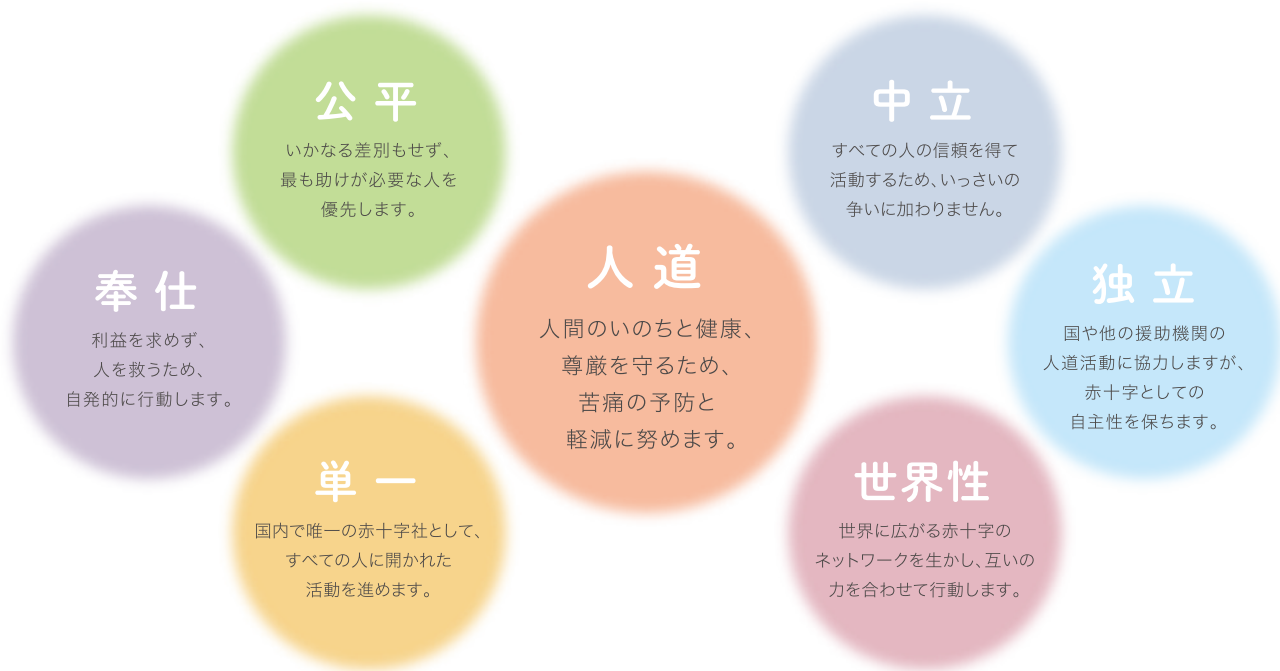 公平
いかなる差別もせず、
最も助けが必要な人を
優先します。
中立
すべての人の信頼を得て
活動するため、いっさいの
争いに加わりません。
奉仕
利益を求めず、
人を救うため、
自発的に行動します。
人道
人間のいのちと健康、
尊厳を守るため、
苦痛の予防と
軽減に努めます。
独立
国や他の援助機関の
人道活動に協力しますが、
赤十字としての
自主性を保ちます。
単一
国内で唯一の赤十字社として、
すべての人に開かれた
活動を進めます。
世界性
世界に広がる赤十字の
ネットワークを生かし、互いの
力を合わせて行動します。